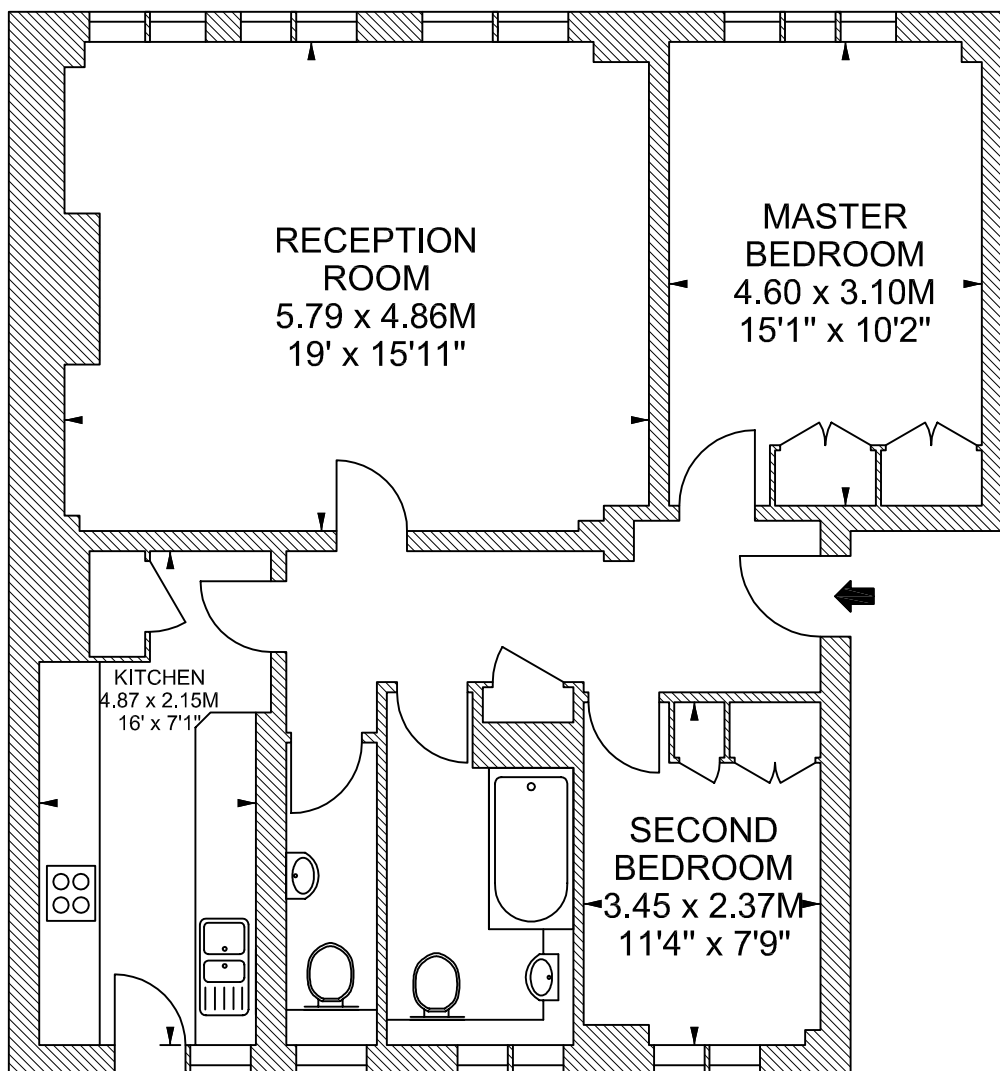 RECEPTION
ROOM
5.79 x 4.86M
19' x 15'11"
MASTER
BEDROOM
4.60 x 3.10M
15'1" x 10'2"
KITCHEN
4.87 x 2.15M
16' x 7'1"
SECOND
BEDROOM
3.45 x 2.37M
11'4" x 7'9"